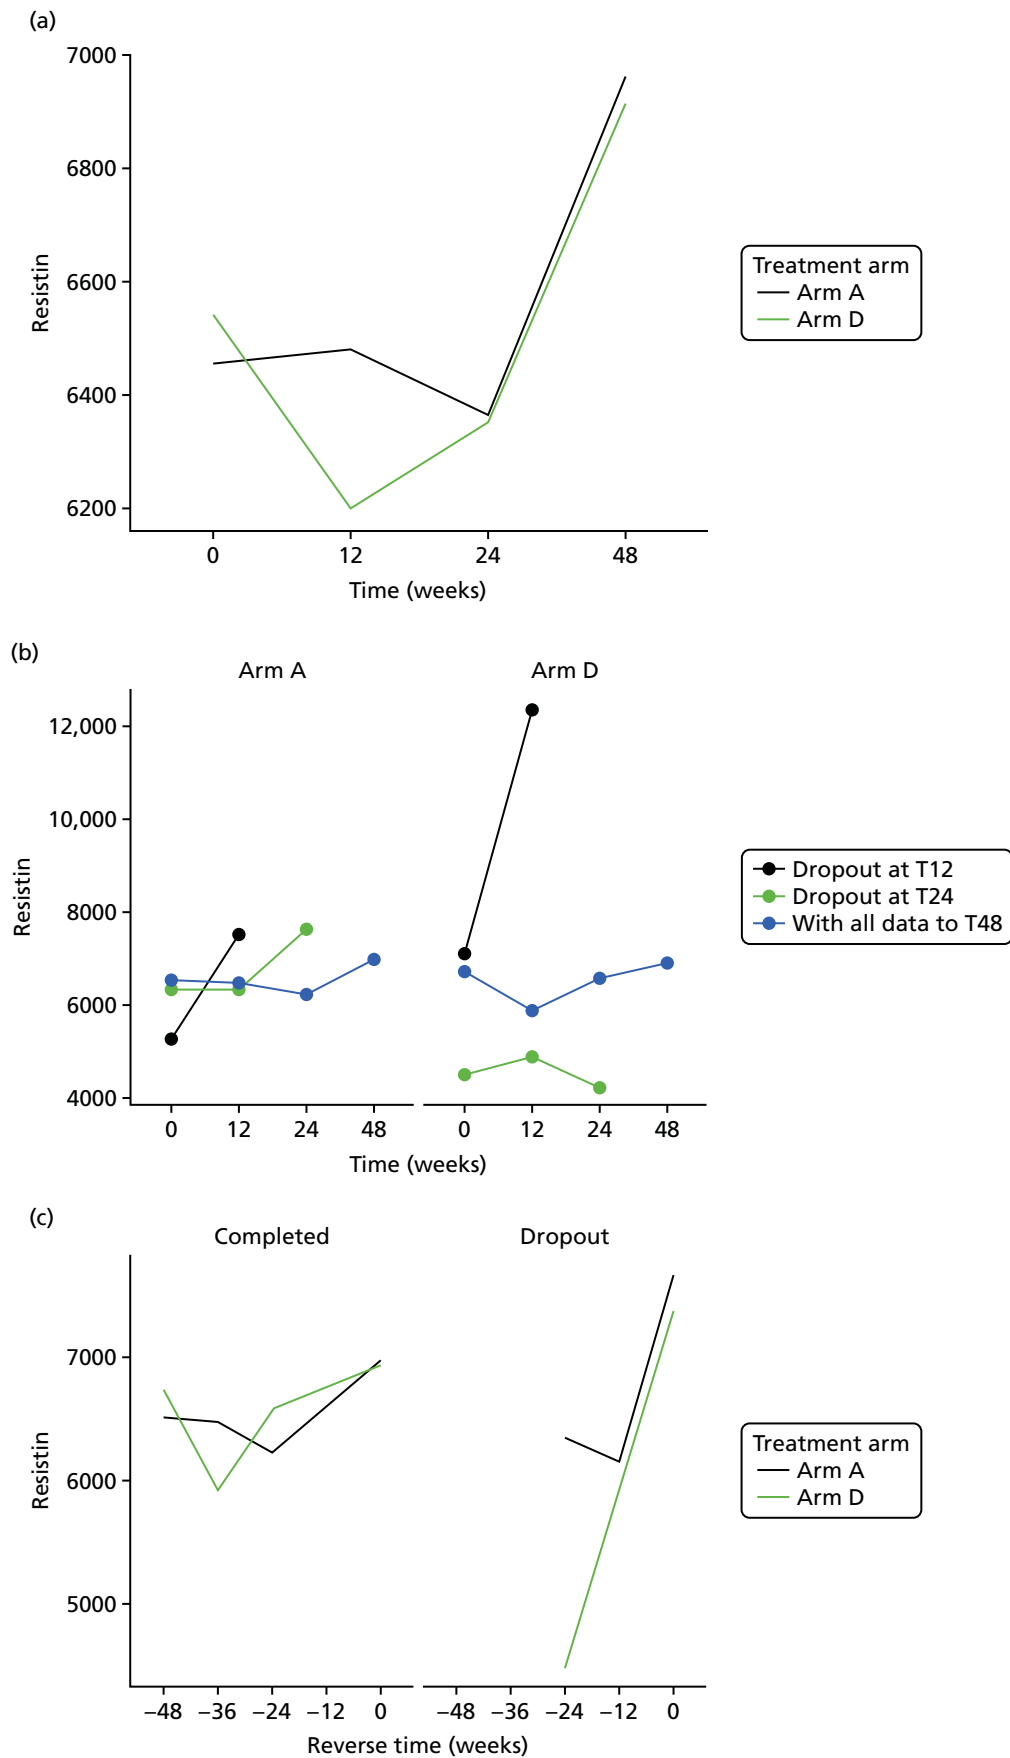 (a)
7000
6800
6600
6400
6200
Resistin
0 12 24 48
Time (weeks)
Treatment arm
Arm A
Arm D
(b)
Arm A Arm D
12,000
10,000
8000
6000
4000
Resistin
0 12 24 48 0 12 24 48
Time (weeks)
Dropout at T12
Dropout at T24
With all data to T48
(c)
Completed Dropout
7000
6000
5000
Resistin
−48 −36 −24 −12 0 −48 −36 −24 −12 0
Reverse time (weeks)
Treatment arm
Arm A
Arm D